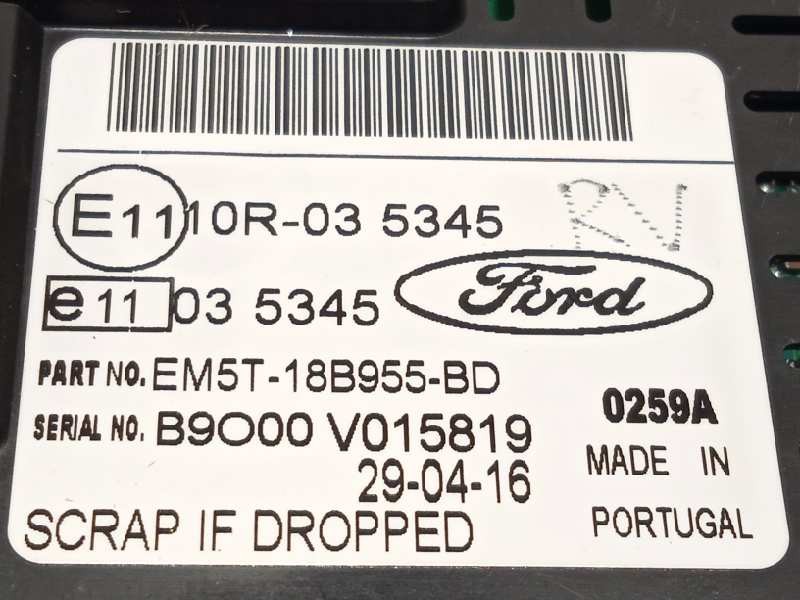 E11 10R-03 5345
RN
e11 03 5345
Ford
PART NO. EM5T-18B955-BD
SERIAL NO. B9O00 V015819
0259A
29-04-16
MADE IN
PORTUGAL
SCRAP IF DROPPED